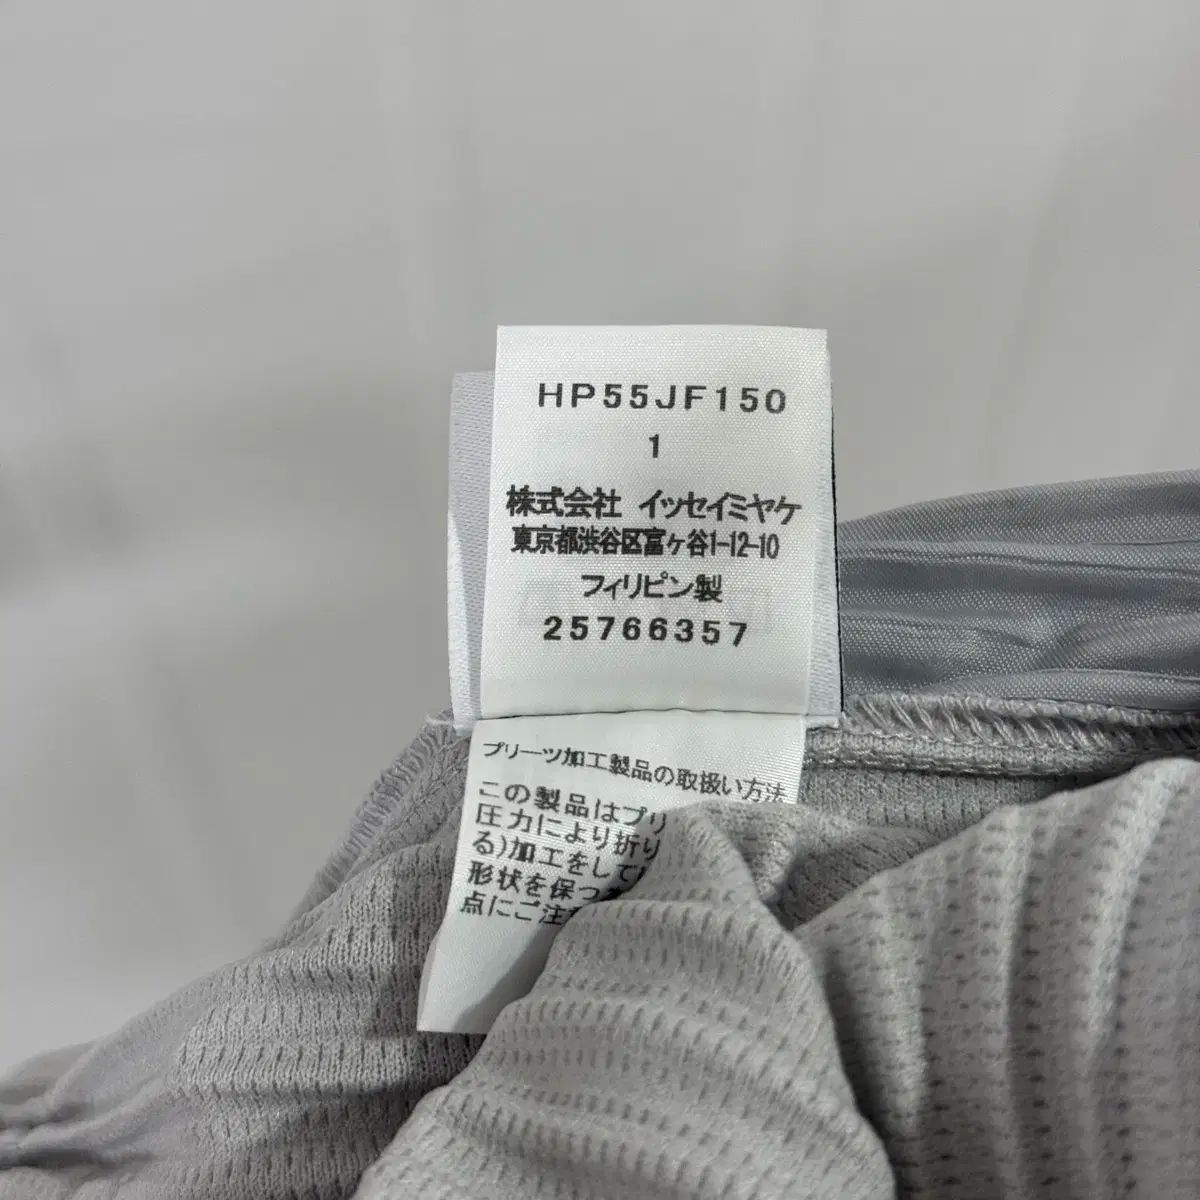 HP55JF150
1
株式会社 イッセイミヤケ
東京都渋谷区富ヶ谷1-12-10
フィリピン製
25766357
プリーツ加工製品の取扱い方法
この製品はプリ
圧力により折り
る)加工をして
形状を保つ
点にご注